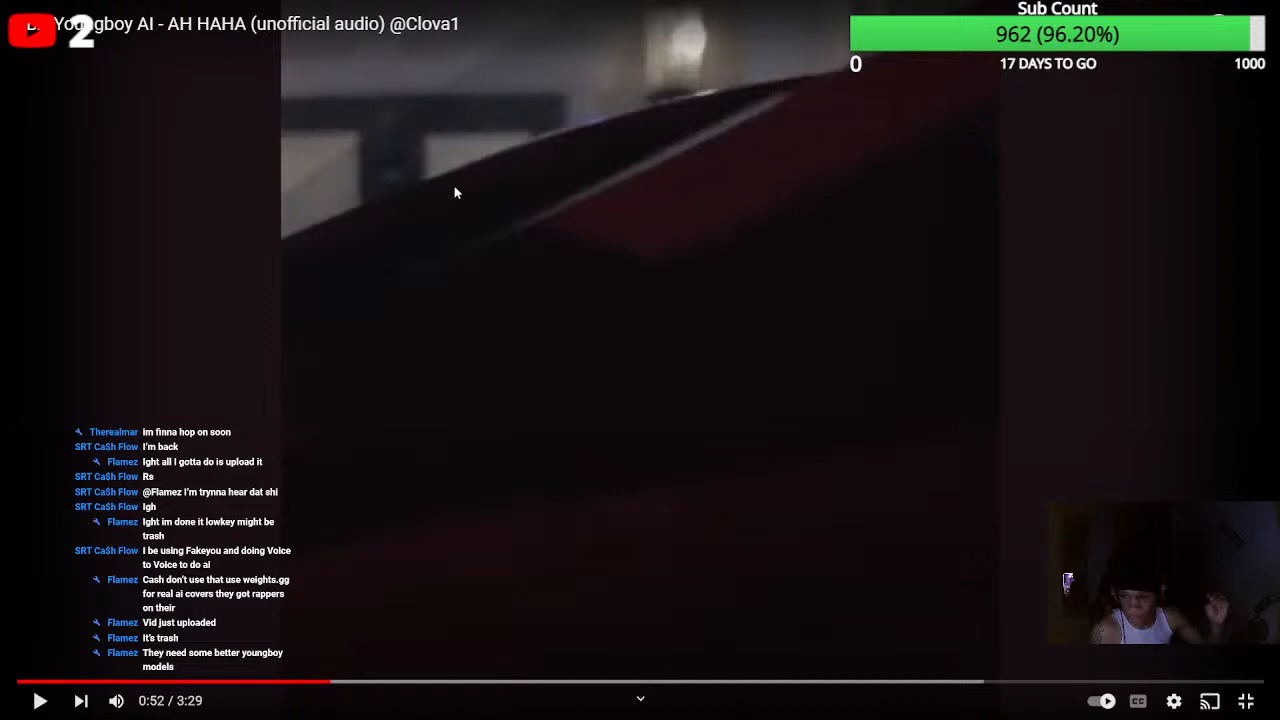 Youngboy AI - AH HAHA (unofficial audio) @Clova1
2
Sub Count
962 (96.20%)
0 17 DAYS TO GO 1000
Therealmar im finna hop on soon
SRT Ca$h Flow I'm back
Flamez Ight all I gotta do is upload it
SRT Ca$h Flow Rs
SRT Ca$h Flow @Flamez I'm trynna hear dat shi
SRT Ca$h Flow Igh
Flamez Ight im done it lowkey might be
trash
SRT Ca$h Flow I be using Fakeyou and doing Voice
to Voice to do ai
Flamez Cash don't use that use weights.gg
for real ai covers they got rappers
on their
Flamez Vid just uploaded
Flamez It's trash
Flamez They need some better youngboy
models
0:52 / 3:29
CC